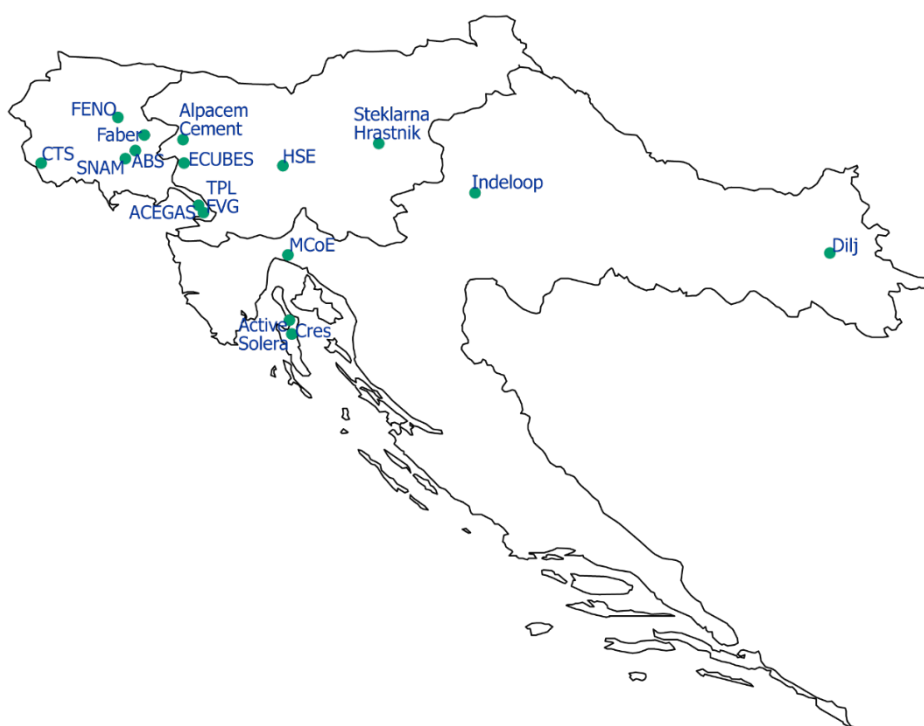 FENO
Faber
CTS
SNAM
ABS
Alpacem
Cement
ECUBES
HSE
Steklarna
Hrastnik
TPL
FVG
ACEGAS
Indeloop
MCoE
Dilj
Active
Solera
Cres